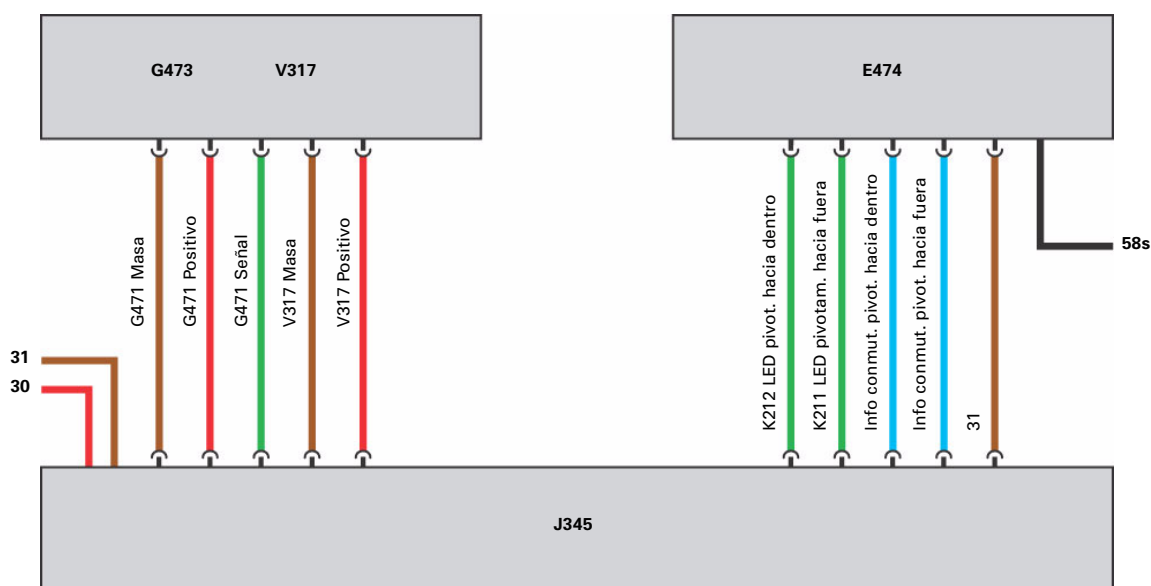 G473
V317
E474
G471 Masa
G471 Positivo
G471 Señal
V317 Masa
V317 Positivo
K212 LED pivot. hacia dentro
K211 LED pivotam. hacia fuera
Info conmut. pivot. hacia dentro
Info conmut. pivot. hacia fuera
31
58s
31
30
J345